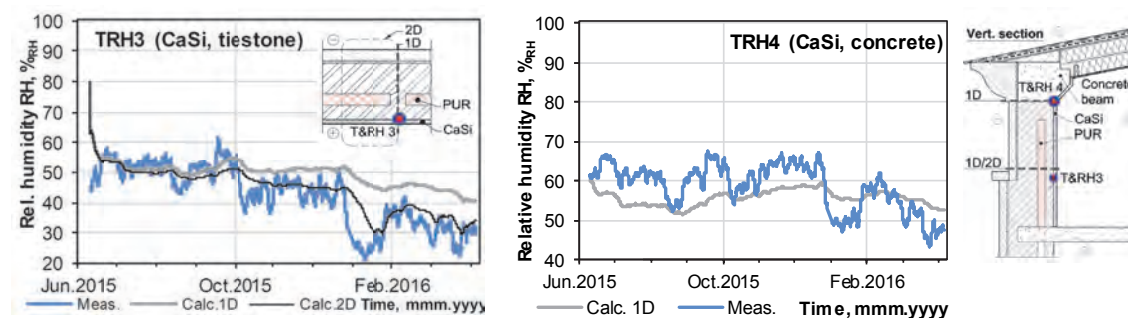 TRH3 (CaSi, tiestone)
Rel. humidity RH, %RH
100
90
80
70
60
50
40
30
20
Jun.2015
Oct.2015
Feb.2016
Meas.
Calc.1D
Calc.2D
Time, mmm.yyyy
2D
1D
PUR
CaSi
T&RH 3
TRH4 (CaSi, concrete)
Relative humidity RH, %RH
100
90
80
70
60
50
40
Jun.2015
Oct.2015
Feb.2016
Calc. 1D
Meas.
Time, mmm.yyyy
Vert. section
1D
T&RH 4
Concrete
beam
CaSi
PUR
1D/2D
T&RH3